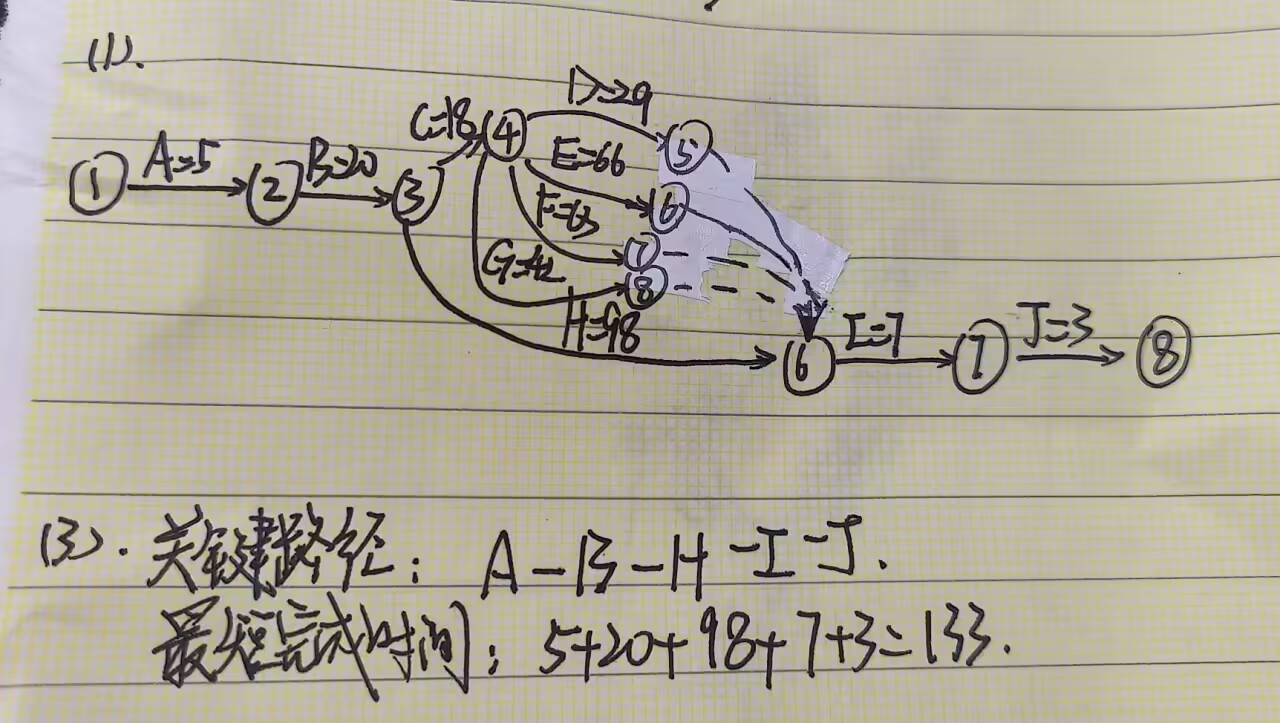 (1).
D=29
C=18 ④ ⑤
A=5 B=20 E=66
① ② ③ F=63 ⑥
G=42 ⑦
⑧
H=98
⑥ I=7 ⑦ J=3 ⑧
(3). 关键路径: A-B-H-I-J.
最短完成时间: 5+20+98+7+3=133.